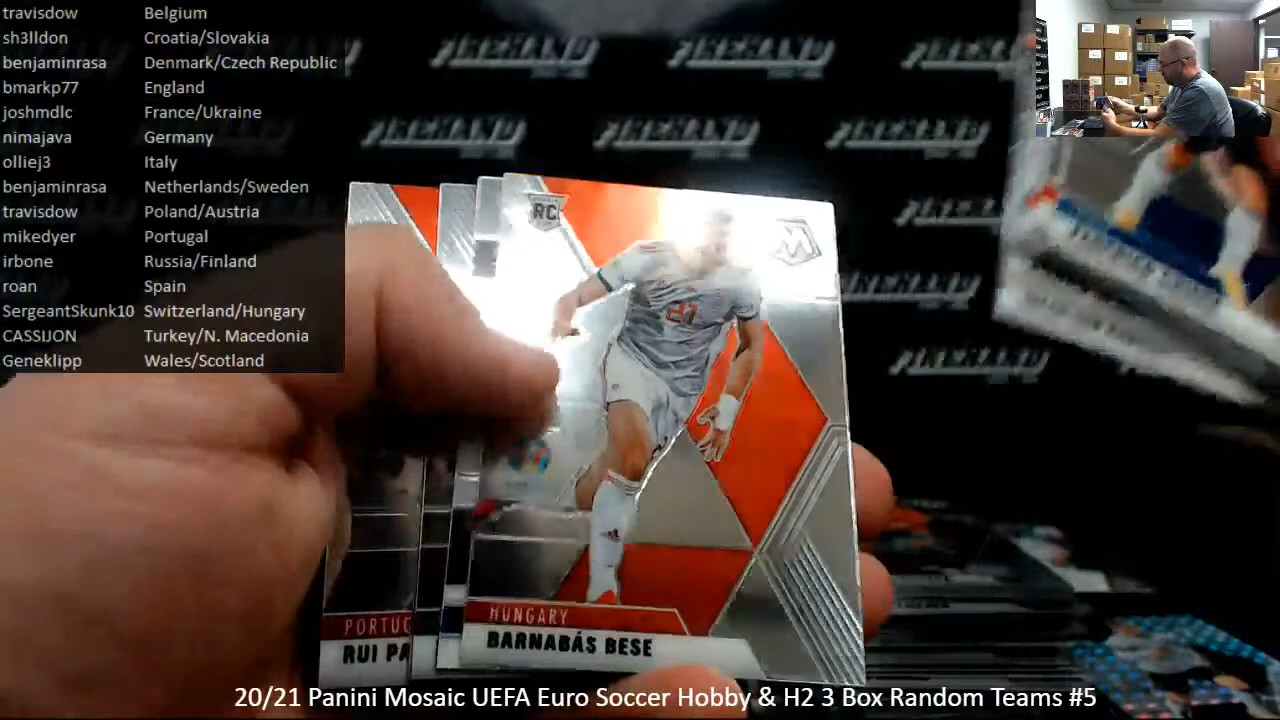 travisdow Belgium
sh3lldon Croatia/Slovakia
benjaminrasa Denmark/Czech Republic
bmarkp77 England
joshmdlc France/Ukraine
nimajava Germany
olliej3 Italy
benjaminrasa Netherlands/Sweden
travisdow Poland/Austria
mikedyer Portugal
irbone Russia/Finland
roan Spain
SergeantSkunk10 Switzerland/Hungary
CASSIJON Turkey/N. Macedonia
Geneklipp Wales/Scotland
RC
21
HUNGARY
BARNABÁS BESE
PORTUG
RUI PA
20/21 Panini Mosaic UEFA Euro Soccer Hobby & H2 3 Box Random Teams #5